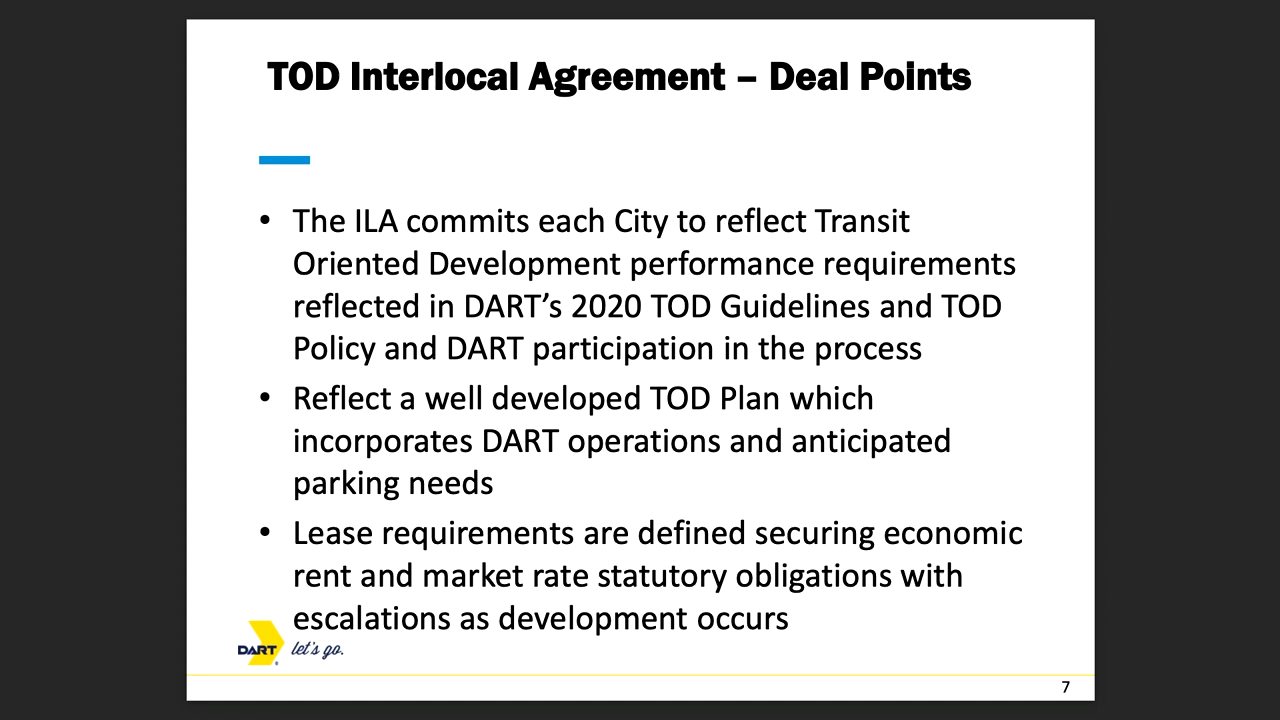 TOD Interlocal Agreement – Deal Points
• The ILA commits each City to reflect Transit
Oriented Development performance requirements
reflected in DART’s 2020 TOD Guidelines and TOD
Policy and DART participation in the process
• Reflect a well developed TOD Plan which
incorporates DART operations and anticipated
parking needs
• Lease requirements are defined securing economic
rent and market rate statutory obligations with
escalations as development occurs
DART let's go.
7